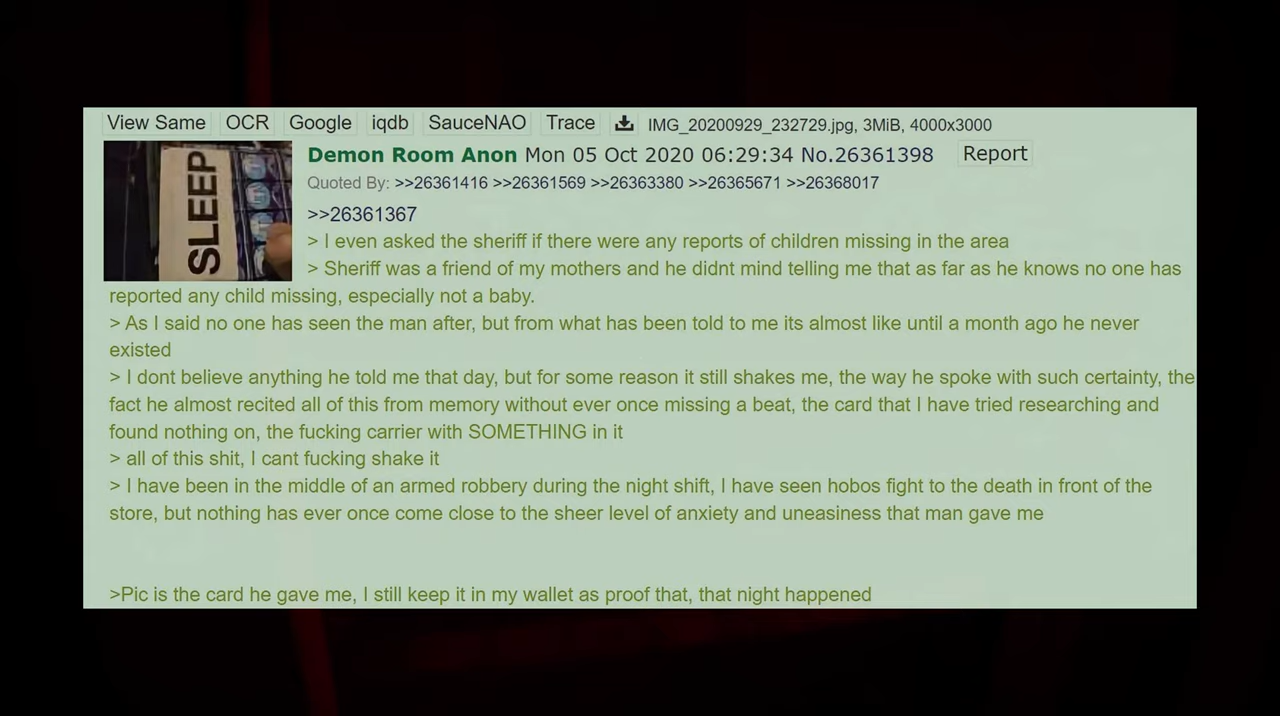 View Same OCR Google iqdb SauceNAO Trace IMG_20200929_232729.jpg, 3MiB, 4000x3000
SLEEP
Demon Room Anon Mon 05 Oct 2020 06:29:34 No.26361398 Report
Quoted By: >>26361416 >>26361569 >>26363380 >>26365671 >>26368017
>>26361367
> I even asked the sheriff if there were any reports of children missing in the area
> Sheriff was a friend of my mothers and he didnt mind telling me that as far as he knows no one has
reported any child missing, especially not a baby.
> As I said no one has seen the man after, but from what has been told to me its almost like until a month ago he never
existed
> I dont believe anything he told me that day, but for some reason it still shakes me, the way he spoke with such certainty, the
fact he almost recited all of this from memory without ever once missing a beat, the card that I have tried researching and
found nothing on, the fucking carrier with SOMETHING in it
> all of this shit, I cant fucking shake it
> I have been in the middle of an armed robbery during the night shift, I have seen hobos fight to the death in front of the
store, but nothing has ever once come close to the sheer level of anxiety and uneasiness that man gave me
>Pic is the card he gave me, I still keep it in my wallet as proof that, that night happened